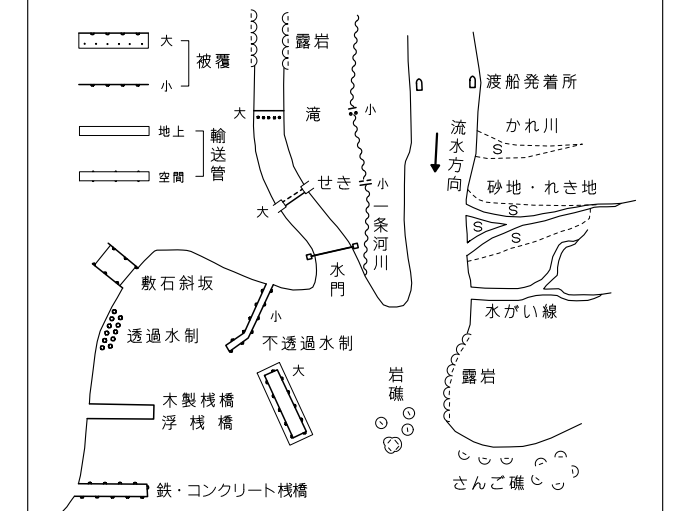 大
被覆
小
地上
輸送管
空間
露岩
大
滝
小
渡船発着所
流水方向
かれ川
S
せき
小
大
砂地・れき地
S
S
S
一条河川
水門
敷石斜坂
水がい線
小
透過水制
不透過水制
大
岩礁
露岩
木製桟橋
浮桟橋
さんご礁
鉄・コンクリート桟橋